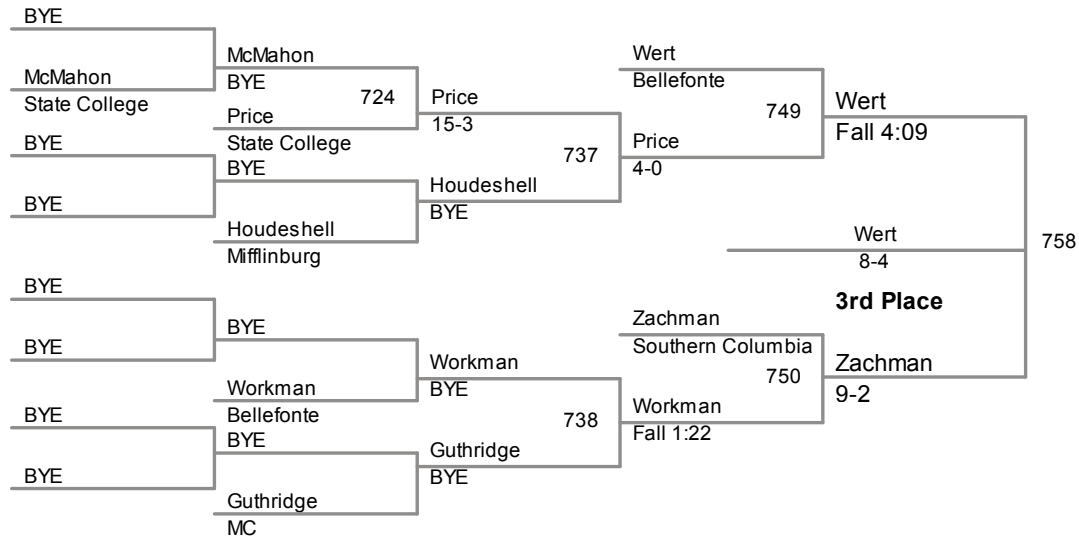 BYE
McMahon
State College
BYE
BYE
BYE
BYE
BYE
BYE
McMahon
BYE
Price
State College
BYE
Houdeshell
Mifflinburg
BYE
Workman
Bellefonte
BYE
Guthridge
MC
724
Price
15-3
Houdeshell
BYE
Workman
BYE
Guthridge
BYE
737
738
Wert
Bellefonte
Price
4-0
Zachman
Southern Columbia
Workman
Fall 1:22
749
750
Wert
Fall 4:09
Wert
8-4
3rd Place
Zachman
9-2
758